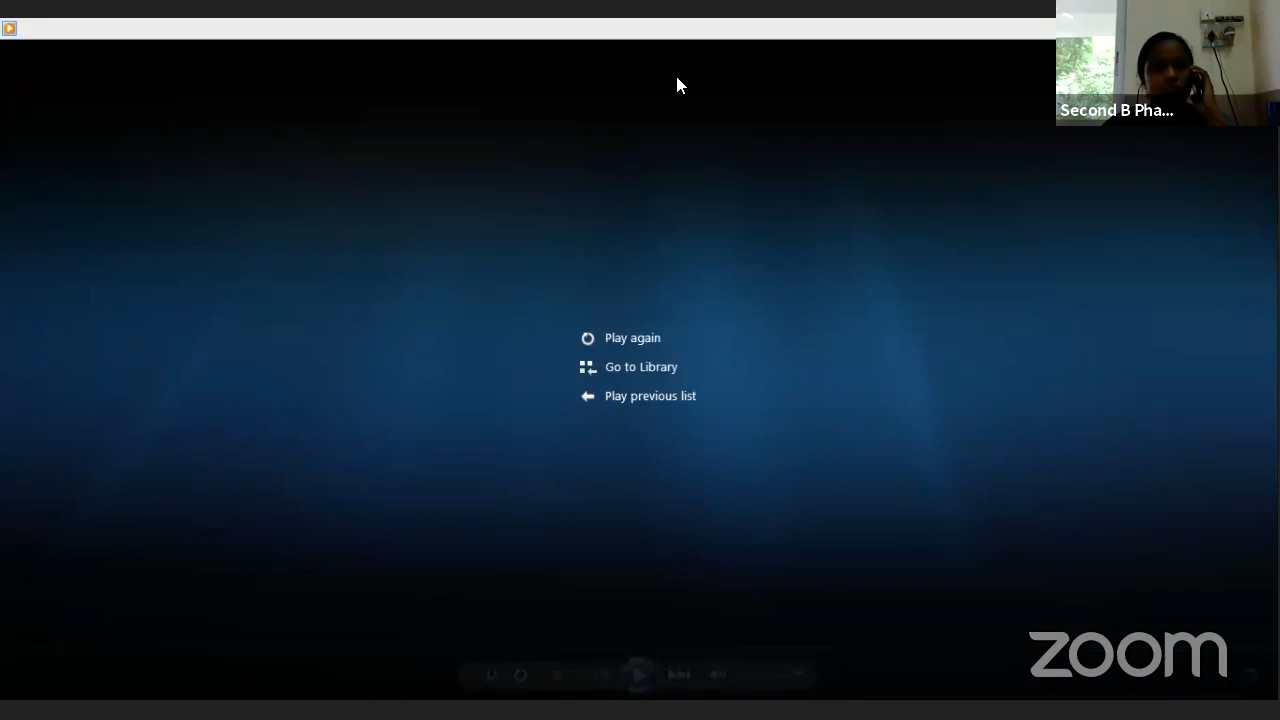 Second B Pha...
Play again
Go to Library
Play previous list
zoom